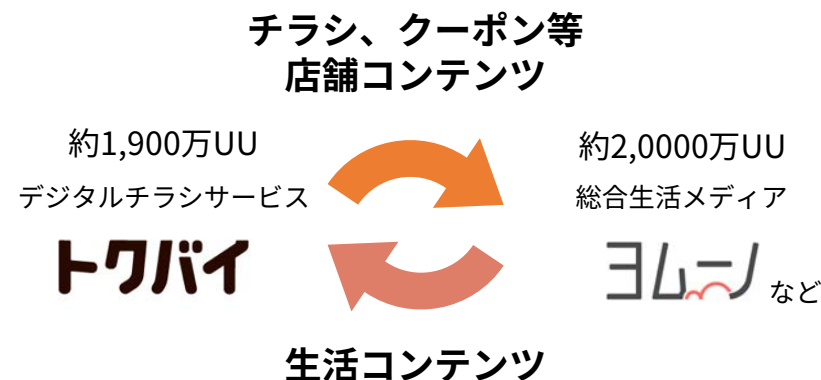 チラシ、クーポン等
店舗コンテンツ
約1,900万UU
デジタルチラシサービス
トクバイ
約2,0000万UU
総合生活メディア
ヨムーノ など
生活コンテンツ